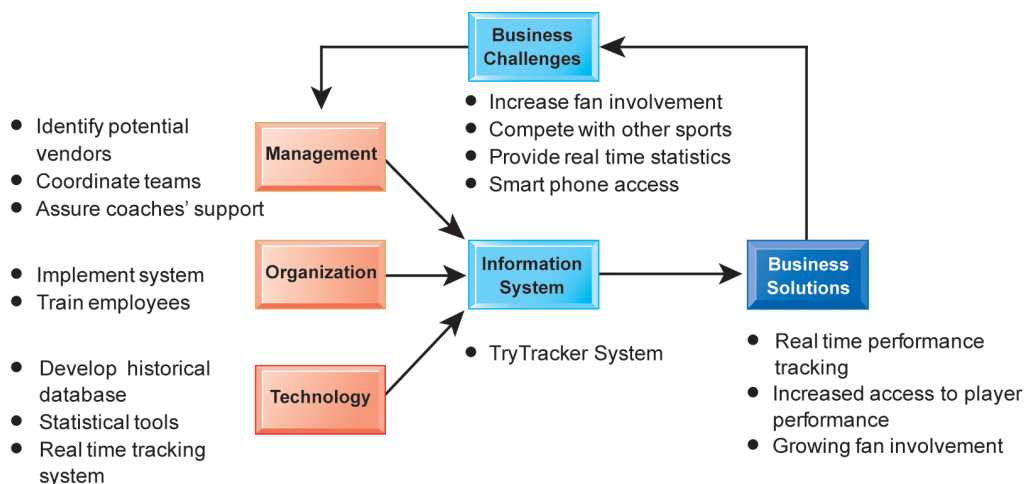 Business
Challenges
Increase fan involvement
Compete with other sports
Provide real time statistics
Smart phone access
Identify potential
vendors
Coordinate teams
Assure coaches' support
Management
Implement system
Train employees
Organization
Information
System
TryTracker System
Business
Solutions
Real time performance
tracking
Increased access to player
performance
Growing fan involvement
Develop historical
database
Statistical tools
Real time tracking
system
Technology